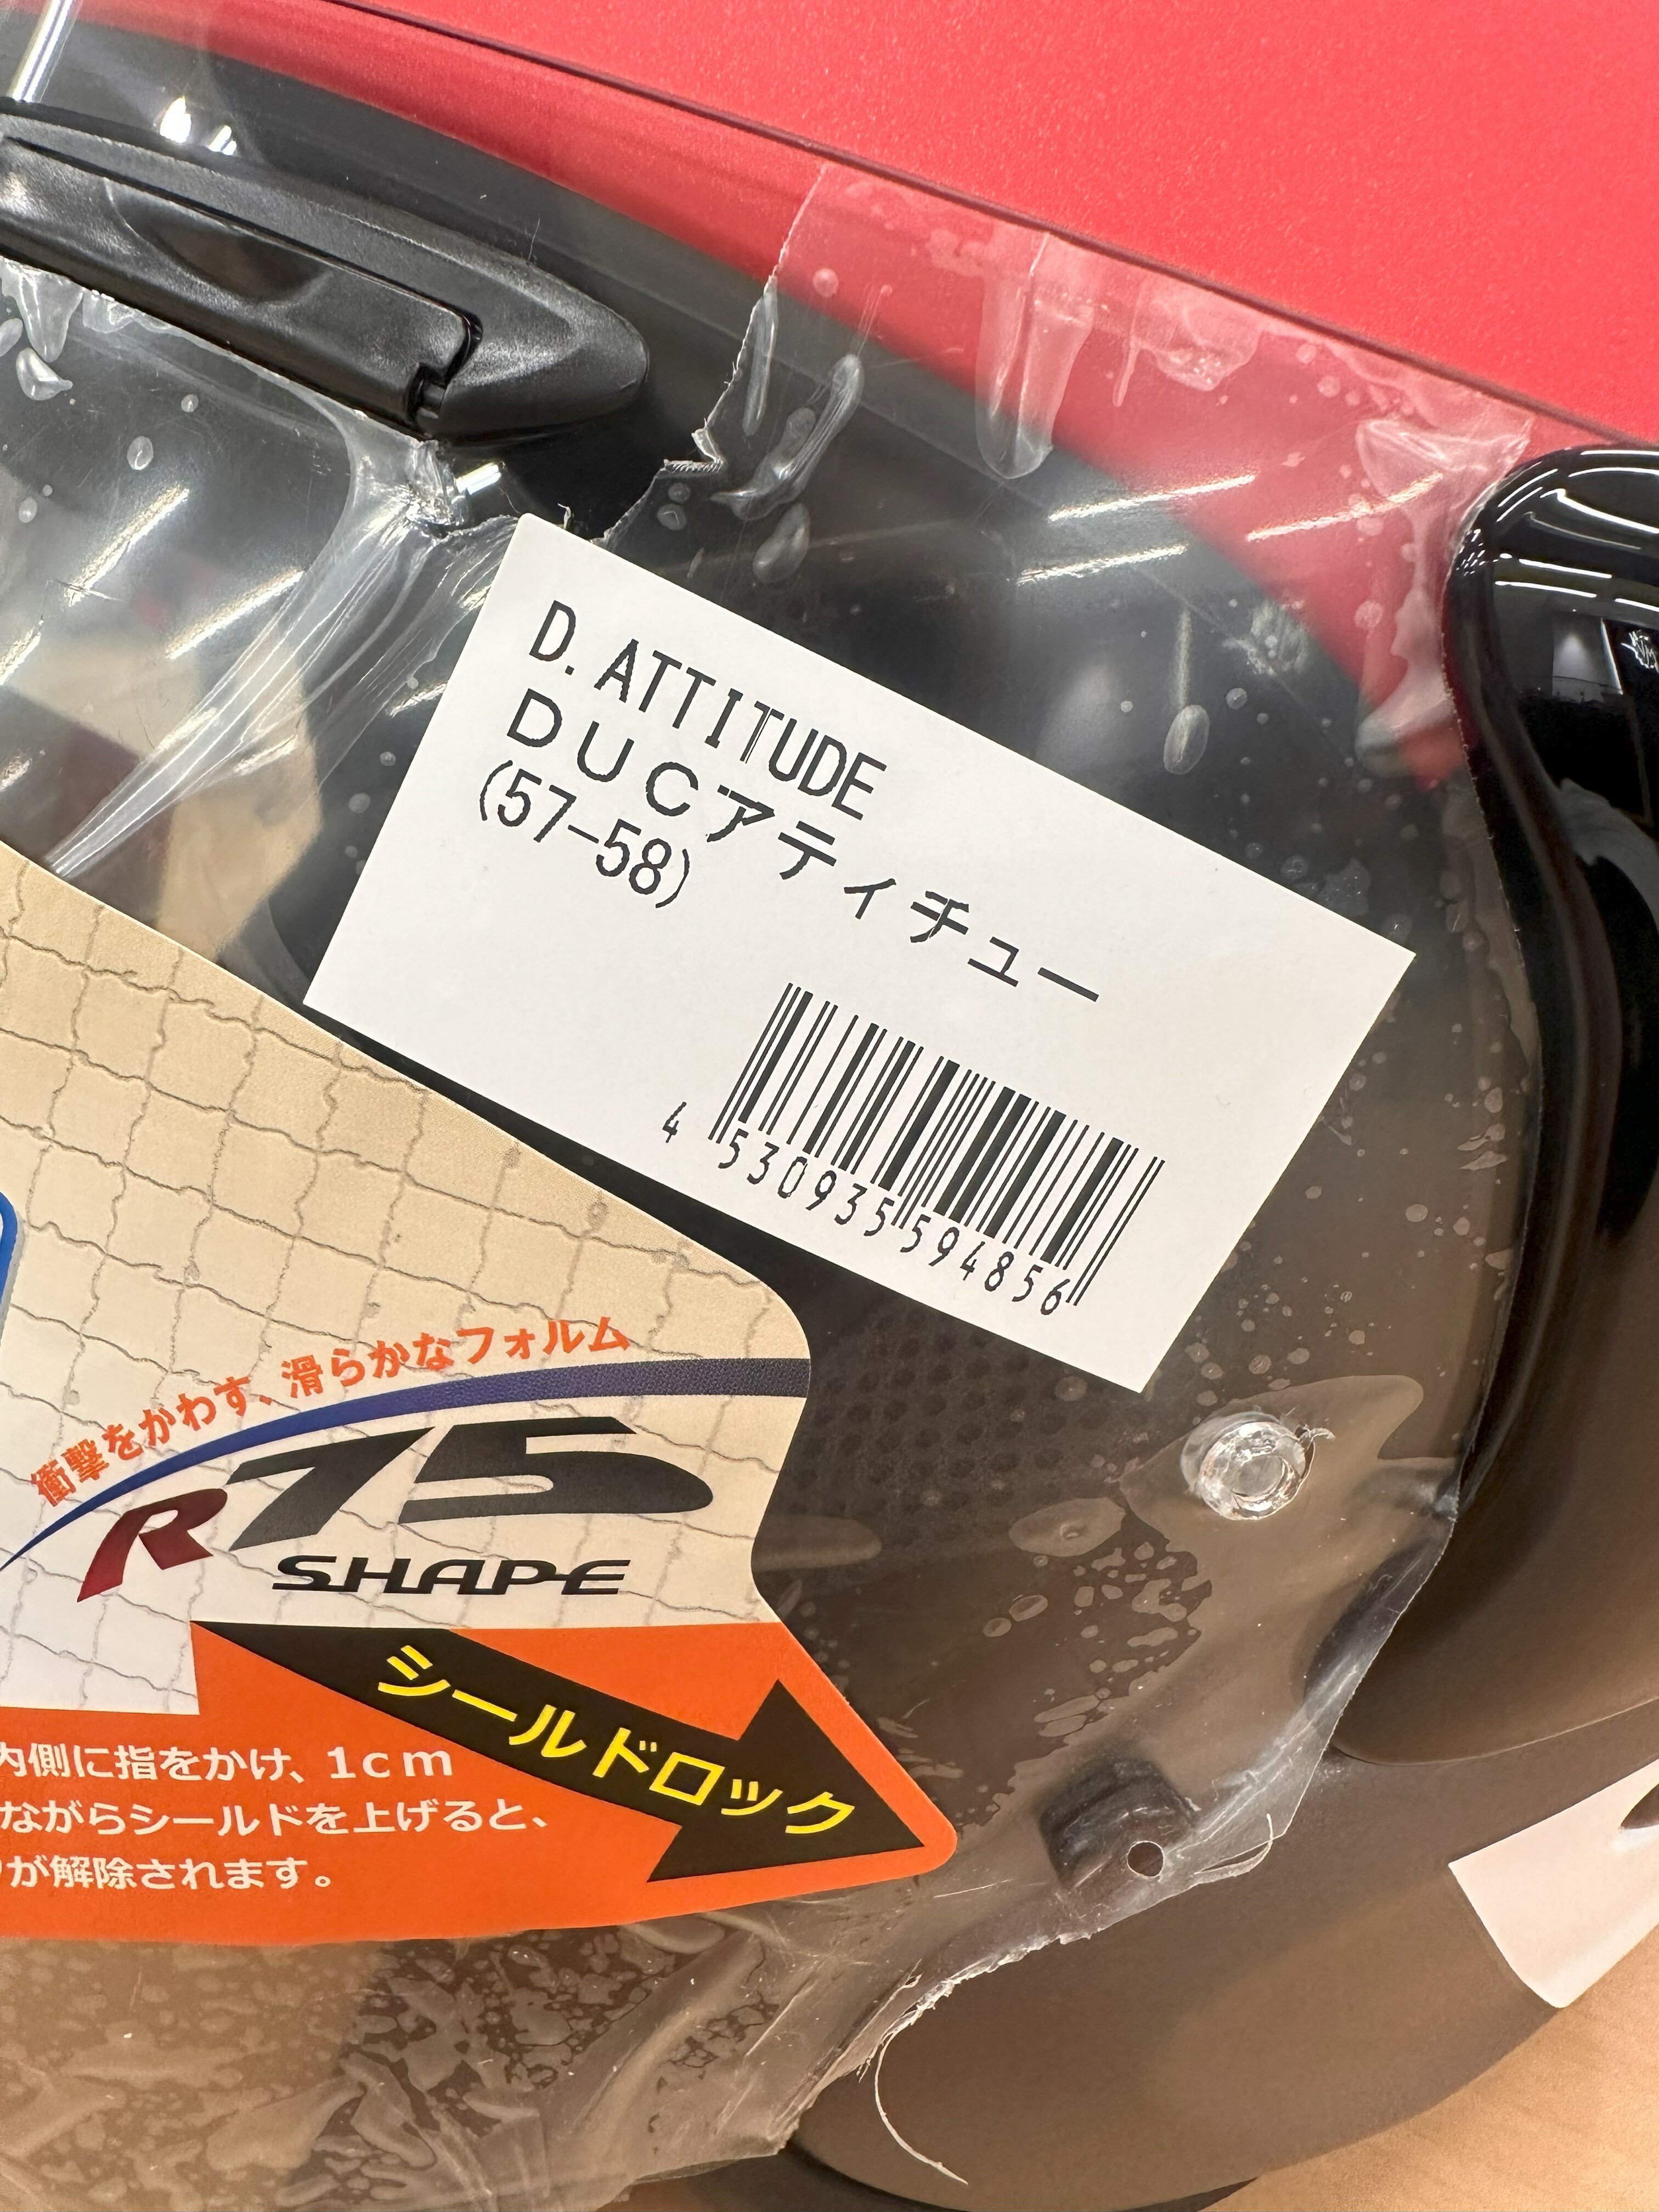 D. ATTITUDE
DUCアティチュー
(57-58)
4 530935 594856
衝撃をかわす、滑らかなフォルム
R75
SHAPE
シールドロック
内側に指をかけ、1cm
ながらシールドを上げると、
が解除されます。